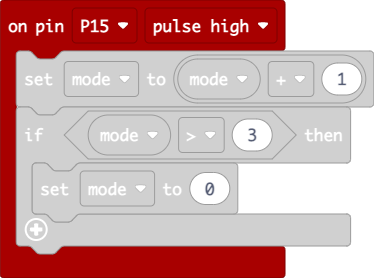 on pin P15 pulse high
set mode to mode + 1
if mode > 3 then
set mode to 0